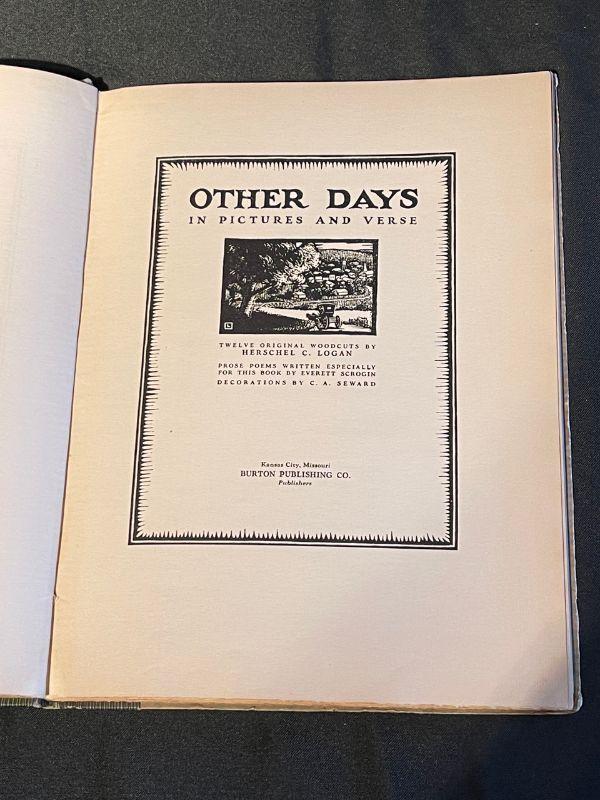 OTHER DAYS
IN PICTURES AND VERSE
TWELVE ORIGINAL WOODCUTS BY
HERSCHEL C. LOGAN
PROSE POEMS WRITTEN ESPECIALLY
FOR THIS BOOK BY EVERETT SCROGIN
DECORATIONS BY C. A. SEWARD
Kansas City, Missouri
BURTON PUBLISHING CO.
Publishers